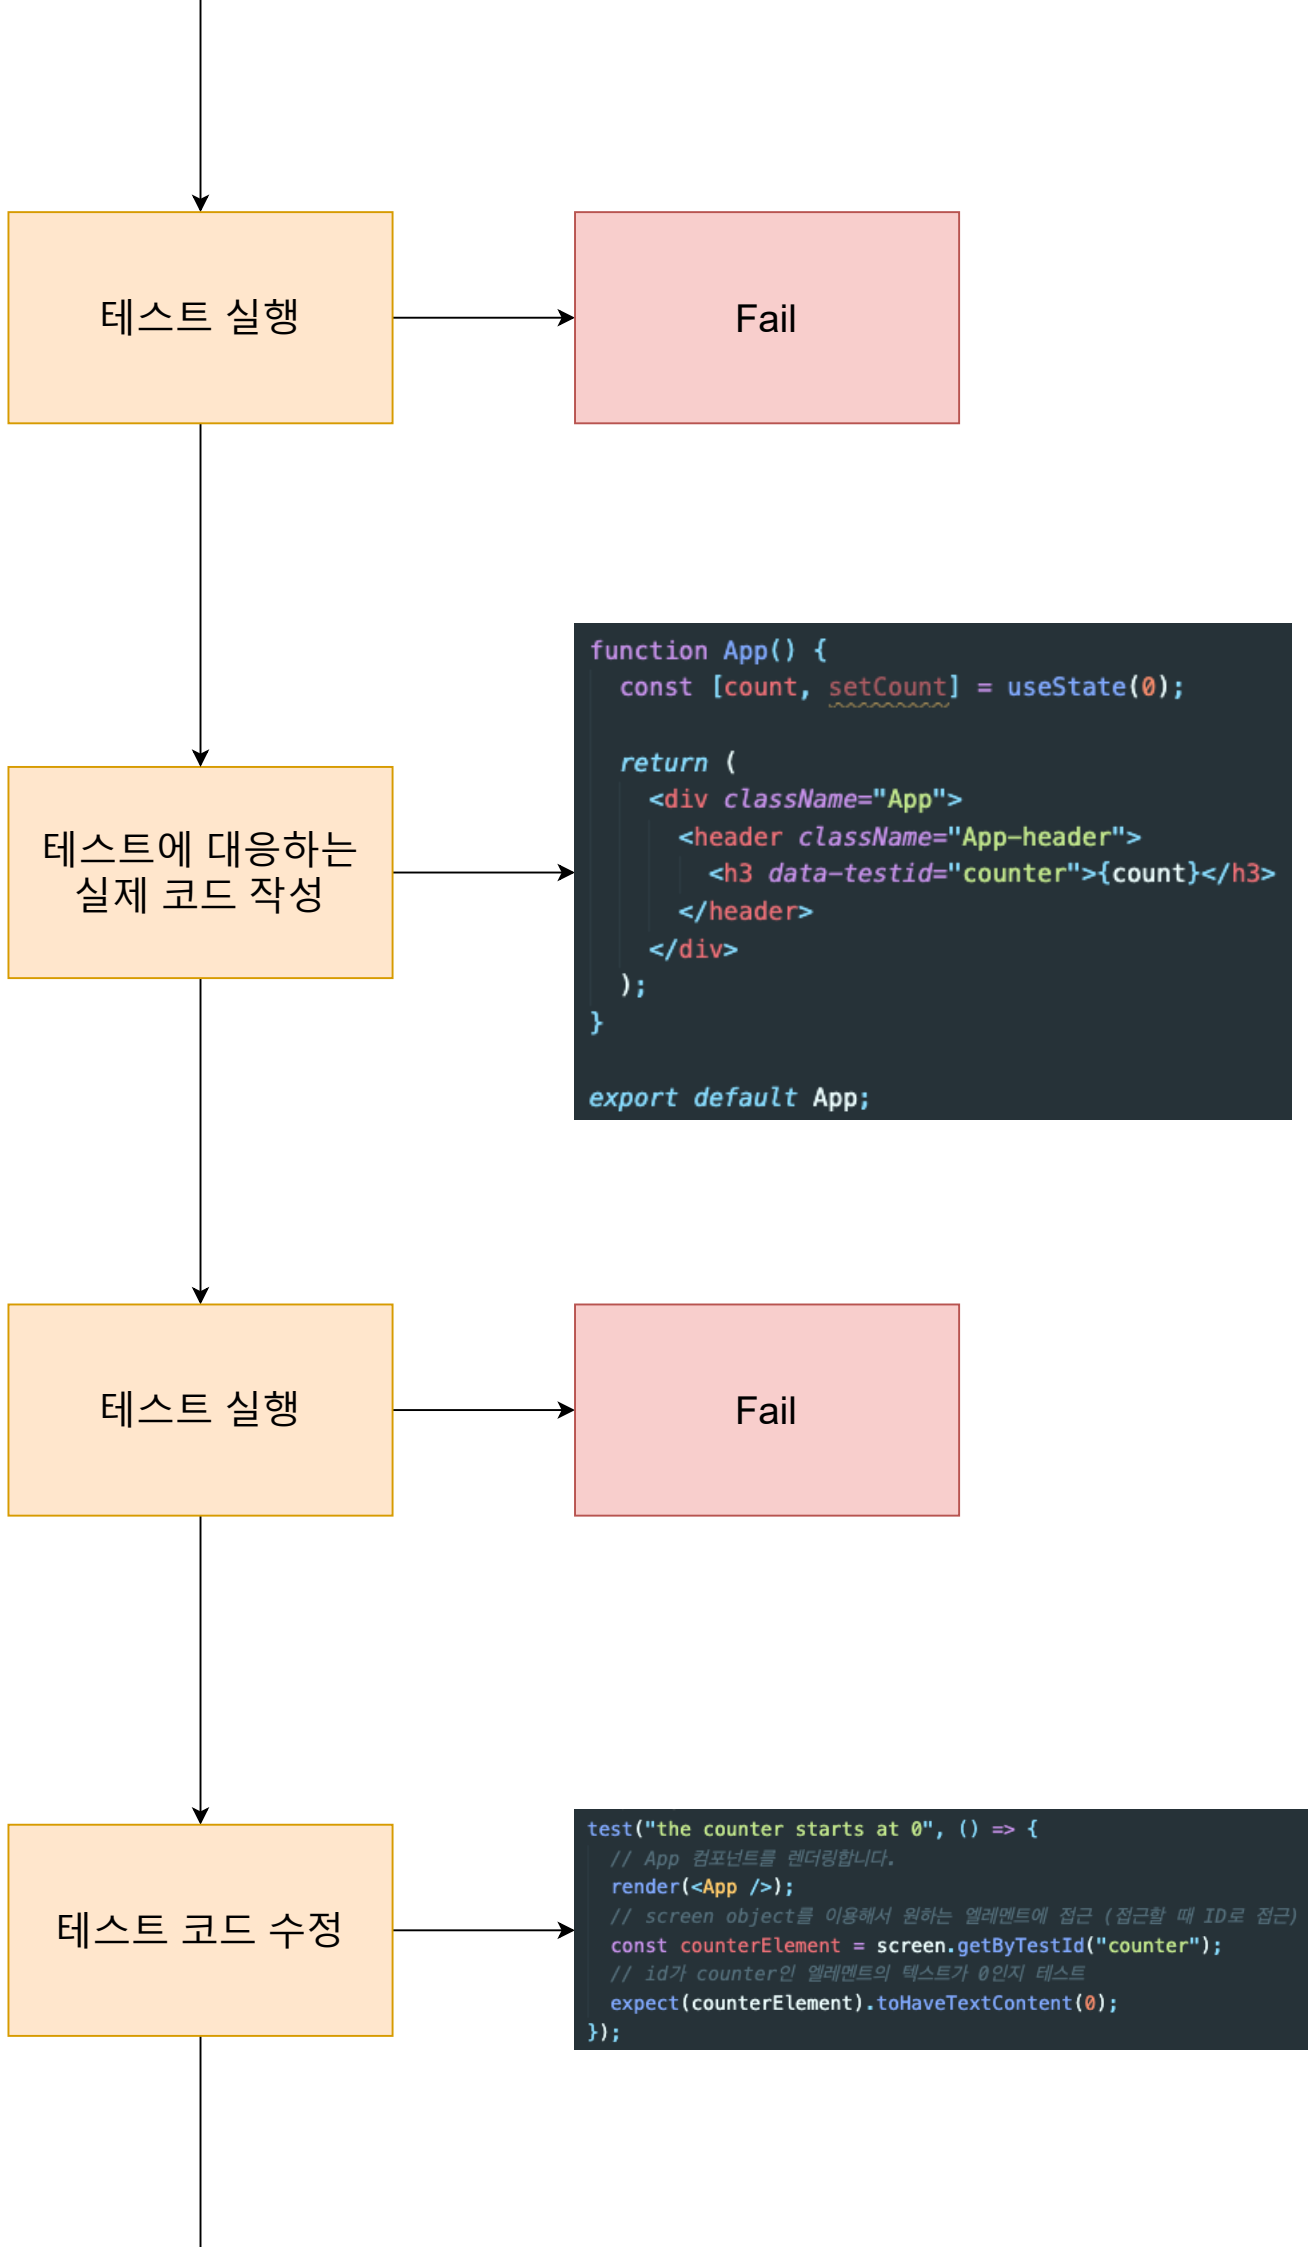 테스트 실행
Fail
테스트에 대응하는
실제 코드 작성
function App() {
const [count, setCount] = useState(0);
return (
<div className="App">
<header className="App-header">
<h3 data-testid="counter">{count}</h3>
</header>
</div>
);
}
export default App;
테스트 실행
Fail
테스트 코드 수정
test("the counter starts at 0", () => {
// App 컴포넌트를 렌더링합니다.
render(<App />);
// screen object를 이용해서 원하는 엘레멘트에 접근 (접근할 때 ID로 접근)
const counterElement = screen.getByTestId("counter");
// id가 counter인 엘레멘트의 텍스트가 0인지 테스트
expect(counterElement).toHaveTextContent(0);
});